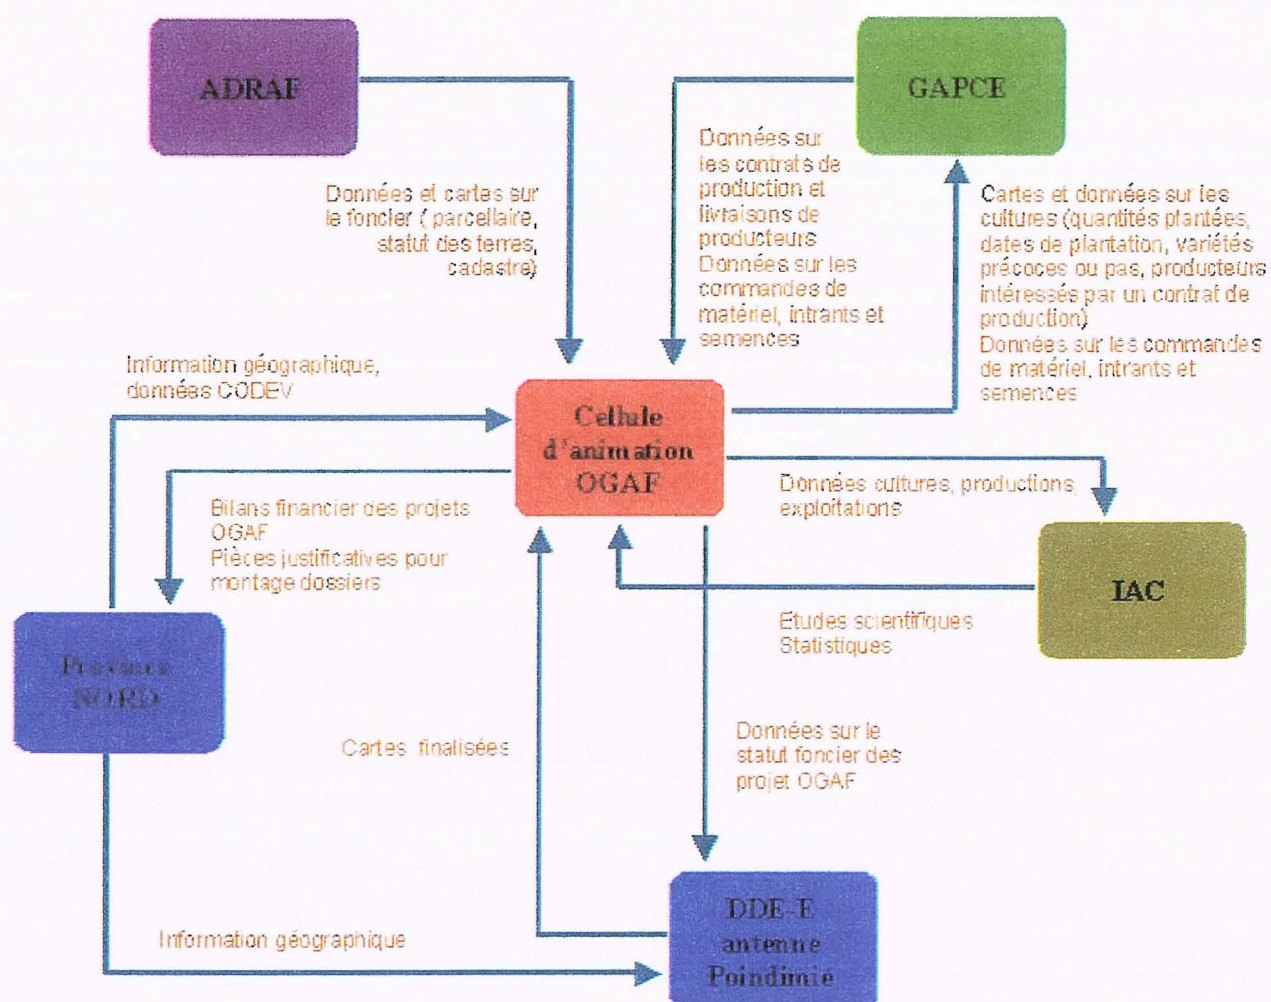 ADRAF
GAPCE
Données et cartes sur
le foncier ( parcellaire,
statut des terres,
cadastre)
Données sur
les contrats de
production et
livraisons de
producteurs
Données sur les
commandes de
matériel, intrants et
semences
Cartes et données sur les
cultures (quantités plantées,
dates de plantation, variétés
précoces ou pas, producteurs
intéressés par un contrat de
production)
Données sur les commandes
de matériel, intrants et
semences
Information géographique,
données CODEV
Cellule
d'animation
OGAF
Bilans financier des projets
OGAF
Pièces justificatives pour
montage dossiers
Données cultures, productions,
exploitations
IAC
Etudes scientifiques
Statistiques
Province
NORD
Cartes finalisées
Données sur le
statut foncier des
projet OGAF
Information géographique
DDE-E
antenne
Poindimié